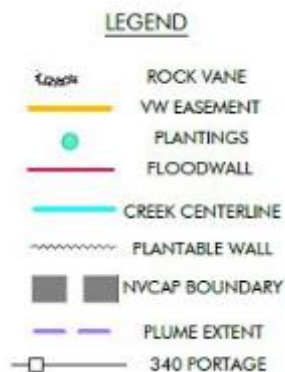 LEGEND
ROCK VANE
VW EASEMENT
PLANTINGS
FLOODWALL
CREEK CENTERLINE
PLANTABLE WALL
NVCAP BOUNDARY
PLUME EXTENT
340 PORTAGE